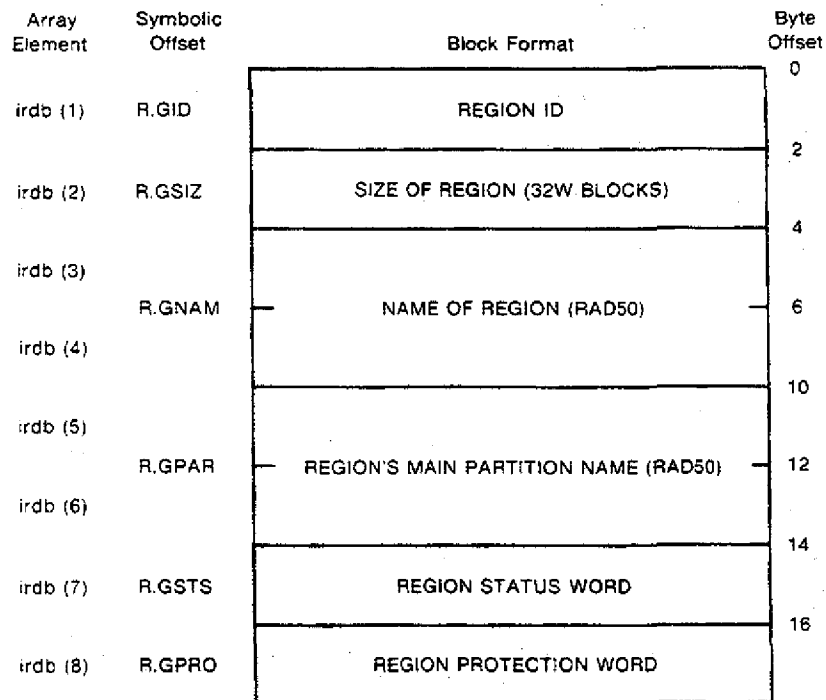 Array Element Symbolic Offset Block Format Byte Offset
0
irdb (1) R.GID REGION ID
2
irdb (2) R.GSIZ SIZE OF REGION (32W BLOCKS)
4
irdb (3)
R.GNAM NAME OF REGION (RAD50) 6
irdb (4)
10
irdb (5)
R.GPAR REGION'S MAIN PARTITION NAME (RAD50) 12
irdb (6)
14
irdb (7) R.GSTS REGION STATUS WORD
16
irdb (8) R.GPRO REGION PROTECTION WORD